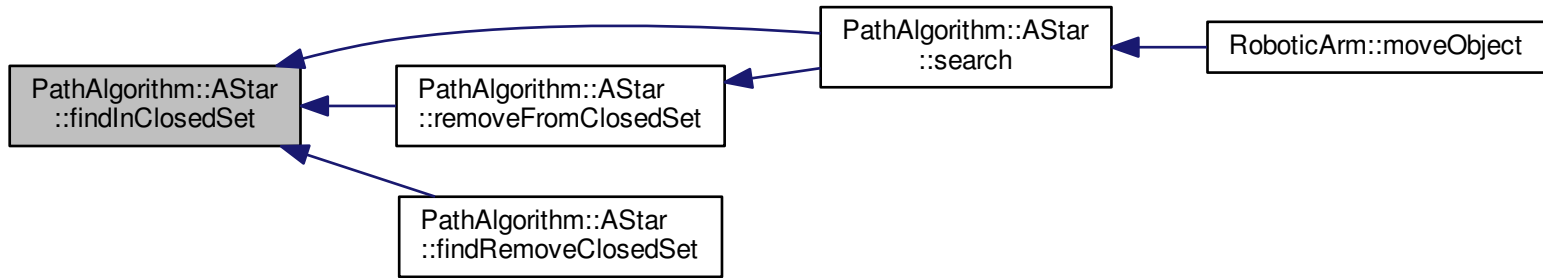 PathAlgorithm::AStar
::findInClosedSet
PathAlgorithm::AStar
::removeFromClosedSet
PathAlgorithm::AStar
::findRemoveClosedSet
PathAlgorithm::AStar
::search
RoboticArm::moveObject